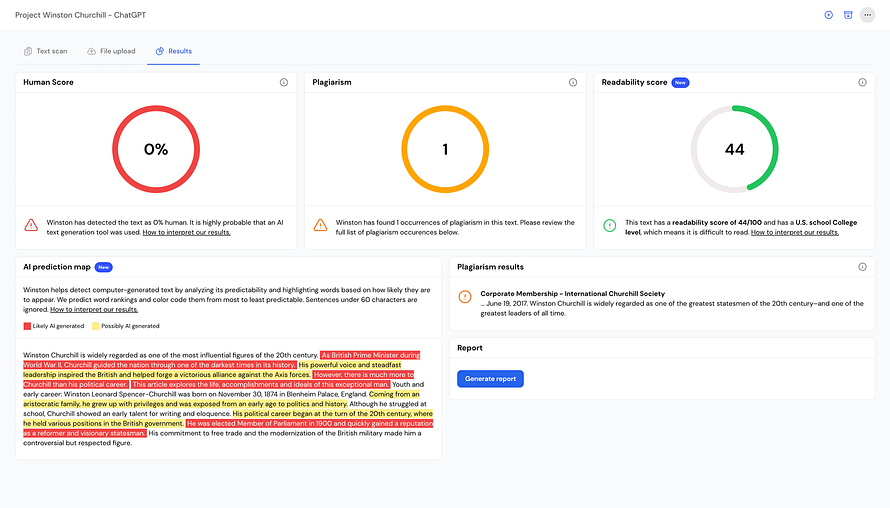 Project Winston Churchill - ChatGPT
Text scan
File upload
Results
Human Score
0%
Winston has detected the text as 0% human. It is highly probable that an AI
text generation tool was used. How to interpret our results.
Plagiarism
1
Winston has found 1 occurrences of plagiarism in this text. Please review the
full list of plagiarism occurences below.
Readability score New
44
This text has a readability score of 44/100 and has a U.S. school College
level, which means it is difficult to read. How to interpret our results.
AI prediction map New
Winston helps detect computer-generated text by analyzing its predictability and highlighting words based on how likely they are
to appear. We predict word rankings and color code them from most to least predictable. Sentences under 60 characters are
ignored. How to interpret our results.
Likely AI generated
Possibly AI generated
Winston Churchill is widely regarded as one of the most influential figures of the 20th century. As British Prime Minister during
World War II, Churchill guided the nation through one of the darkest times in its history. His powerful voice and steadfast
leadership inspired the British and helped forge a victorious alliance against the Axis forces. However, there is much more to
Churchill than his political career. This article explores the life, accomplishments and ideals of this exceptional man. Youth and
early career: Winston Leonard Spencer-Churchill was born on November 30, 1874 in Blenheim Palace, England. Coming from an
aristocratic family, he grew up with privileges and was exposed from an early age to politics and history. Although he struggled at
school, Churchill showed an early talent for writing and eloquence. His political career began at the turn of the 20th century, where
he held various positions in the British government. He was elected Member of Parliament in 1900 and quickly gained a reputation
as a reformer and visionary statesman. His commitment to free trade and the modernization of the British military made him a
controversial but respected figure.
Plagiarism results
Corporate Membership - International Churchill Society
... June 19, 2017. Winston Churchill is widely regarded as one of the greatest statesmen of the 20th century–and one of the
greatest leaders of all time.
Report
Generate report